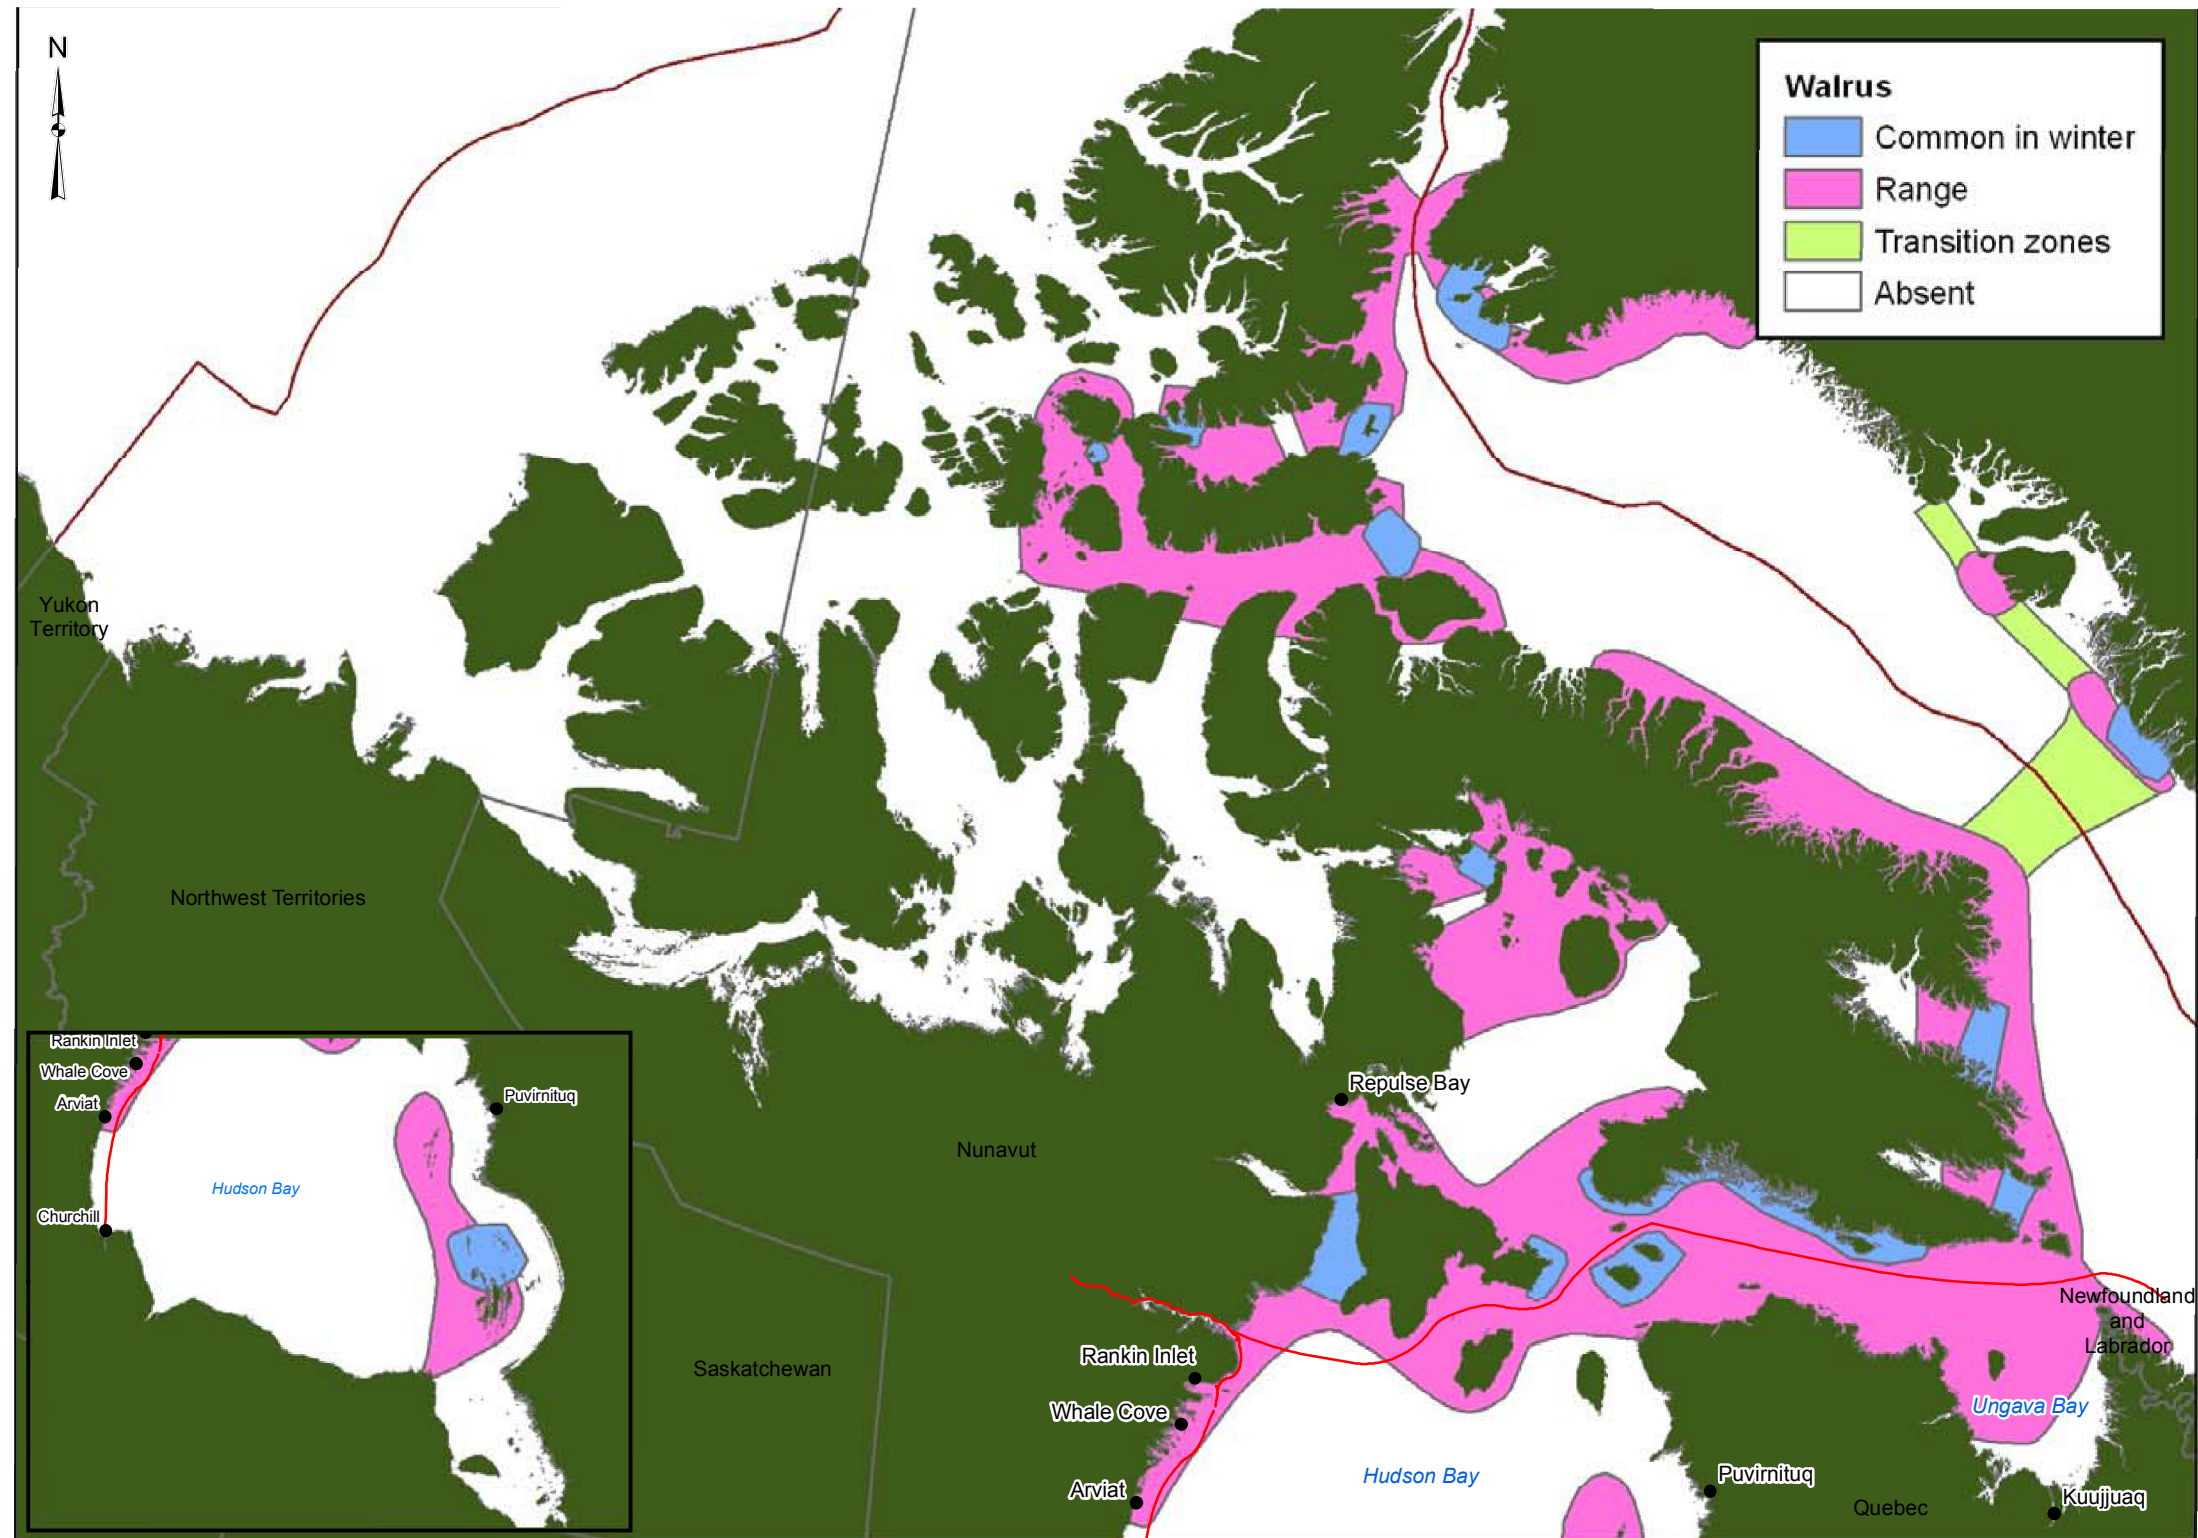 N
Walrus
Common in winter
Range
Transition zones
Absent
Yukon
Territory
Northwest Territories
Nunavut
Saskatchewan
Repulse Bay
Rankin Inlet
Whale Cove
Arviat
Hudson Bay
Puvirnituq
Quebec
Kuujjuaq
Ungava Bay
Newfoundland
and
Labrador
Rankin Inlet
Whale Cove
Arviat
Churchill
Hudson Bay
Puvirnituq